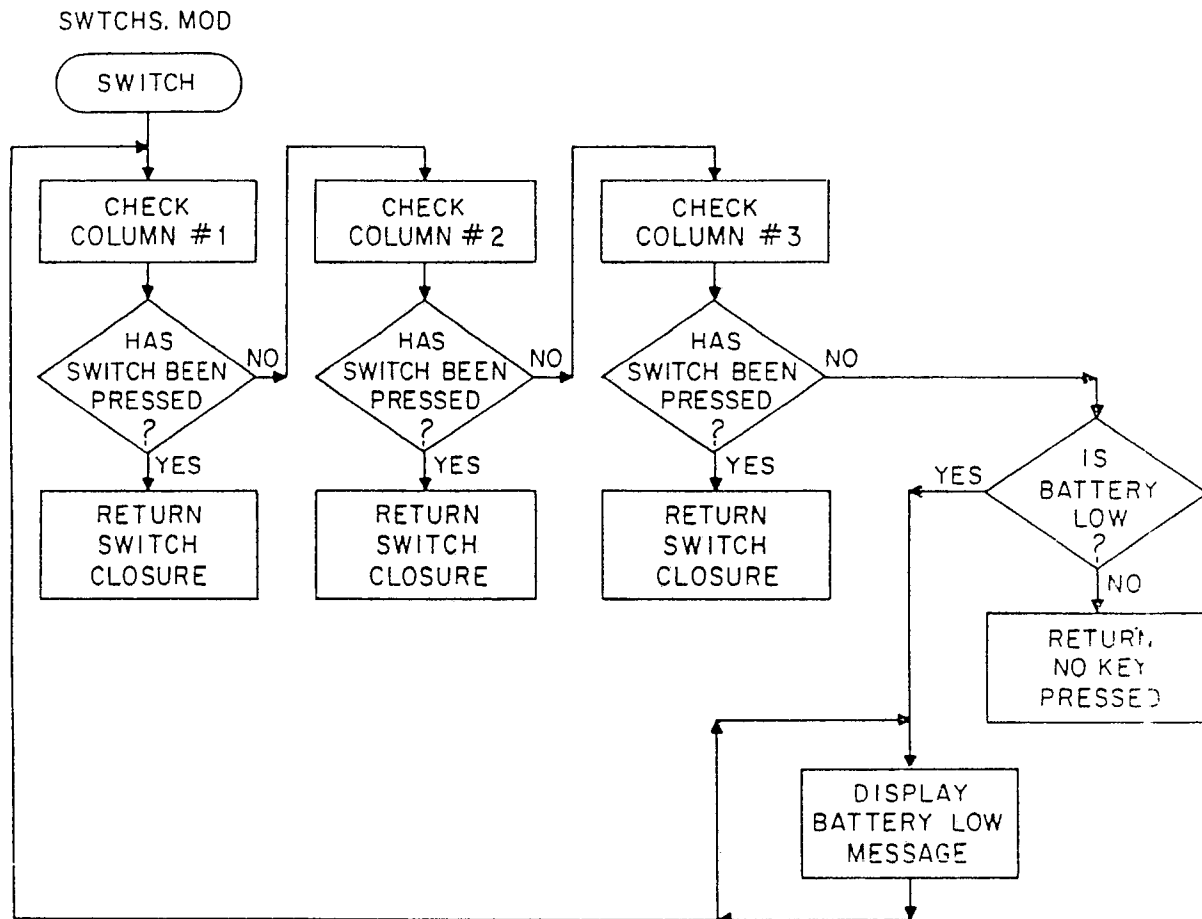 SWTCHS. MOD
SWITCH
CHECK
COLUMN #1
CHECK
COLUMN #2
CHECK
COLUMN #3
HAS
SWITCH BEEN
PRESSED
?
NO
YES
HAS
SWITCH BEEN
PRESSED
?
NO
YES
HAS
SWITCH BEEN
PRESSED
?
NO
YES
RETURN
SWITCH
CLOSURE
RETURN
SWITCH
CLOSURE
RETURN
SWITCH
CLOSURE
IS
BATTERY
LOW
?
YES
NO
RETURN
NO KEY
PRESSED
DISPLAY
BATTERY LOW
MESSAGE